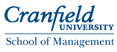 Cranfield
UNIVERSITY
School of Management